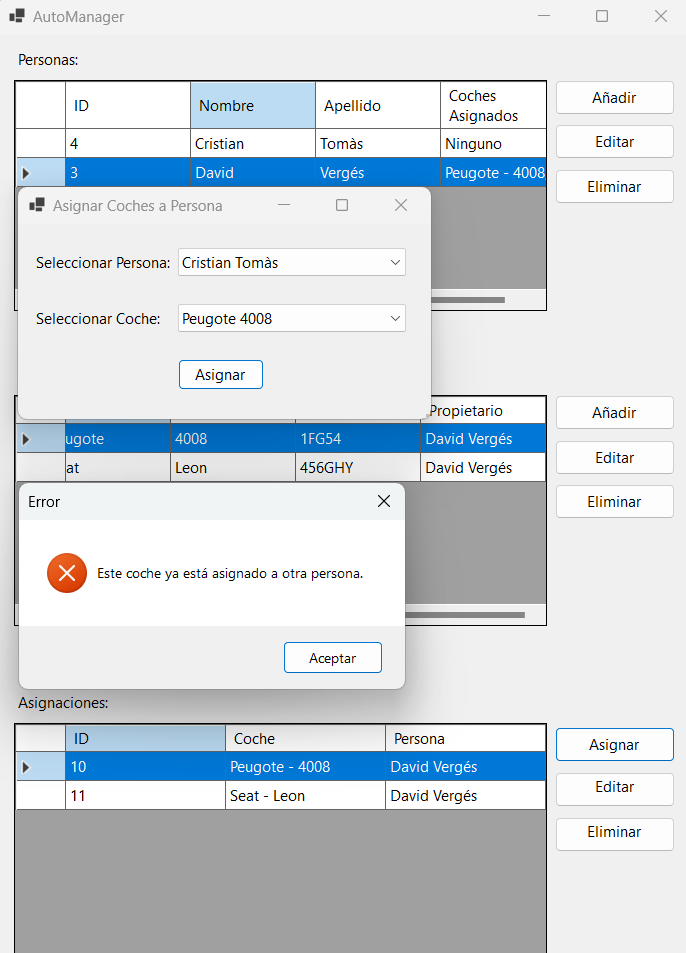 AutoManager
Personas:
ID Nombre Apellido Coches Asignados
4 Cristian Tomàs Ninguno
3 David Vergés Peugote - 4008
Añadir
Editar
Eliminar
Asignar Coches a Persona
Seleccionar Persona: Cristian Tomàs
Seleccionar Coche: Peugote 4008
Asignar
Propietario
ugote 4008 1FG54 David Vergés
at Leon 456GHY David Vergés
Añadir
Editar
Eliminar
Error
Este coche ya está asignado a otra persona.
Aceptar
Asignaciones:
ID Coche Persona
10 Peugote - 4008 David Vergés
11 Seat - Leon David Vergés
Asignar
Editar
Eliminar